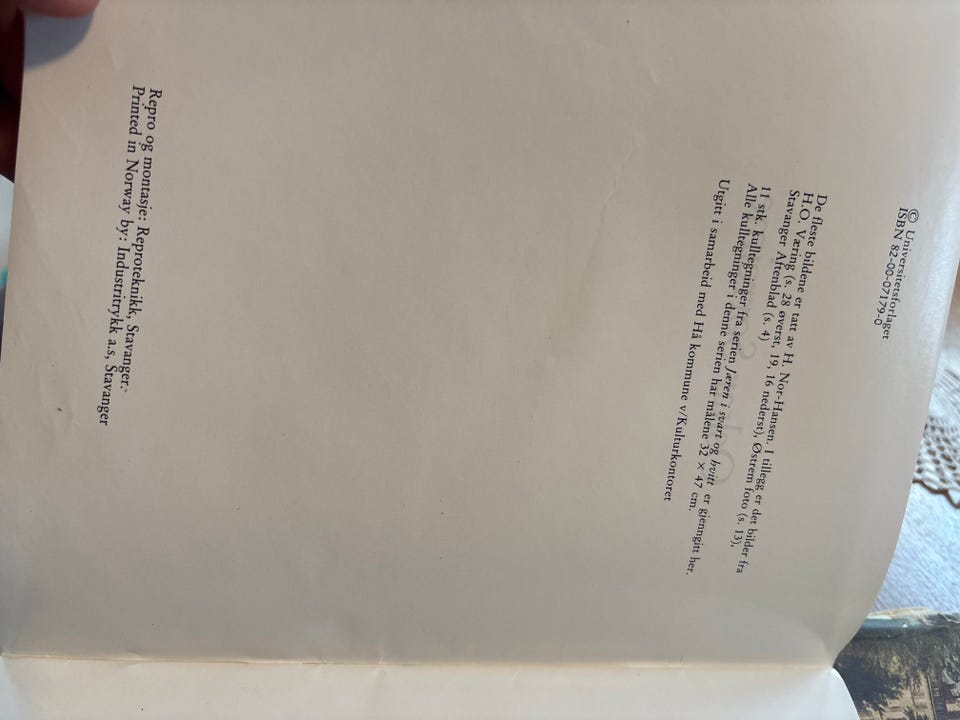 © Universitetsforlaget
ISBN 82-00-07179-0
De fleste bildene er tatt av H. Nor-Hansen. I tillegg er det bilder fra
H.O. Væring (s. 28 øverst, 19, 16 nederst), Østrem foto (s. 13),
Stavanger Aftenblad (s. 4)
11 stk. kulltegninger fra serien Jæren i svart og hvitt er gjenngitt her.
Alle kulltegninger i denne serien har målene 32 × 47 cm.
Utgitt i samarbeid med Hå kommune v/Kulturkontoret
Repro og montasje: Reproteknikk, Stavanger.
Printed in Norway by: Industritrykk a.s, Stavanger